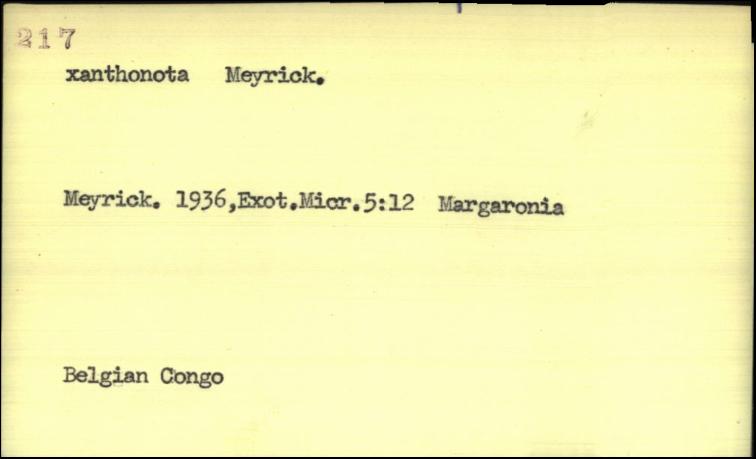 217
xanthonota Meyrick.
Meyrick. 1936,Exot.Micr.5:12 Margaronia
Belgian Congo